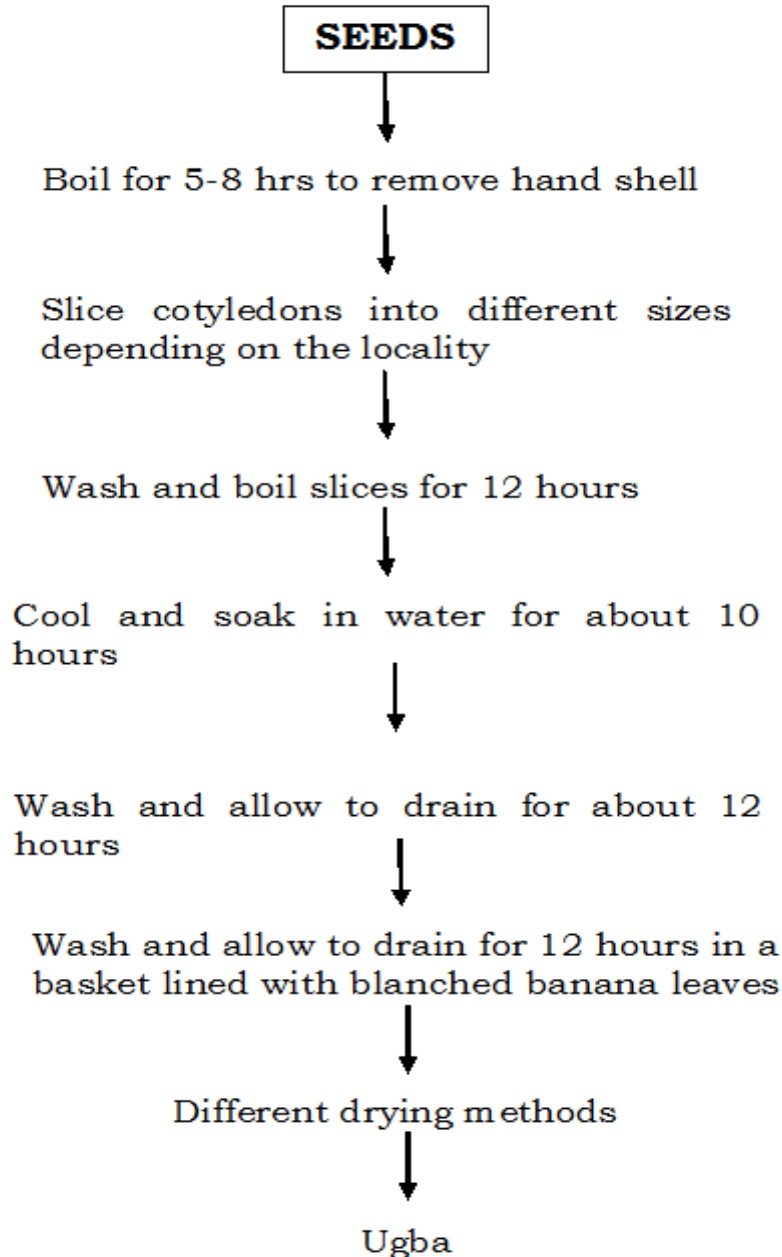 SEEDS
Boil for 5-8 hrs to remove hand shell
Slice cotyledons into different sizes
depending on the locality
Wash and boil slices for 12 hours
Cool and soak in water for about 10
hours
Wash and allow to drain for about 12
hours
Wash and allow to drain for 12 hours in a
basket lined with blanched banana leaves
Different drying methods
Ugba